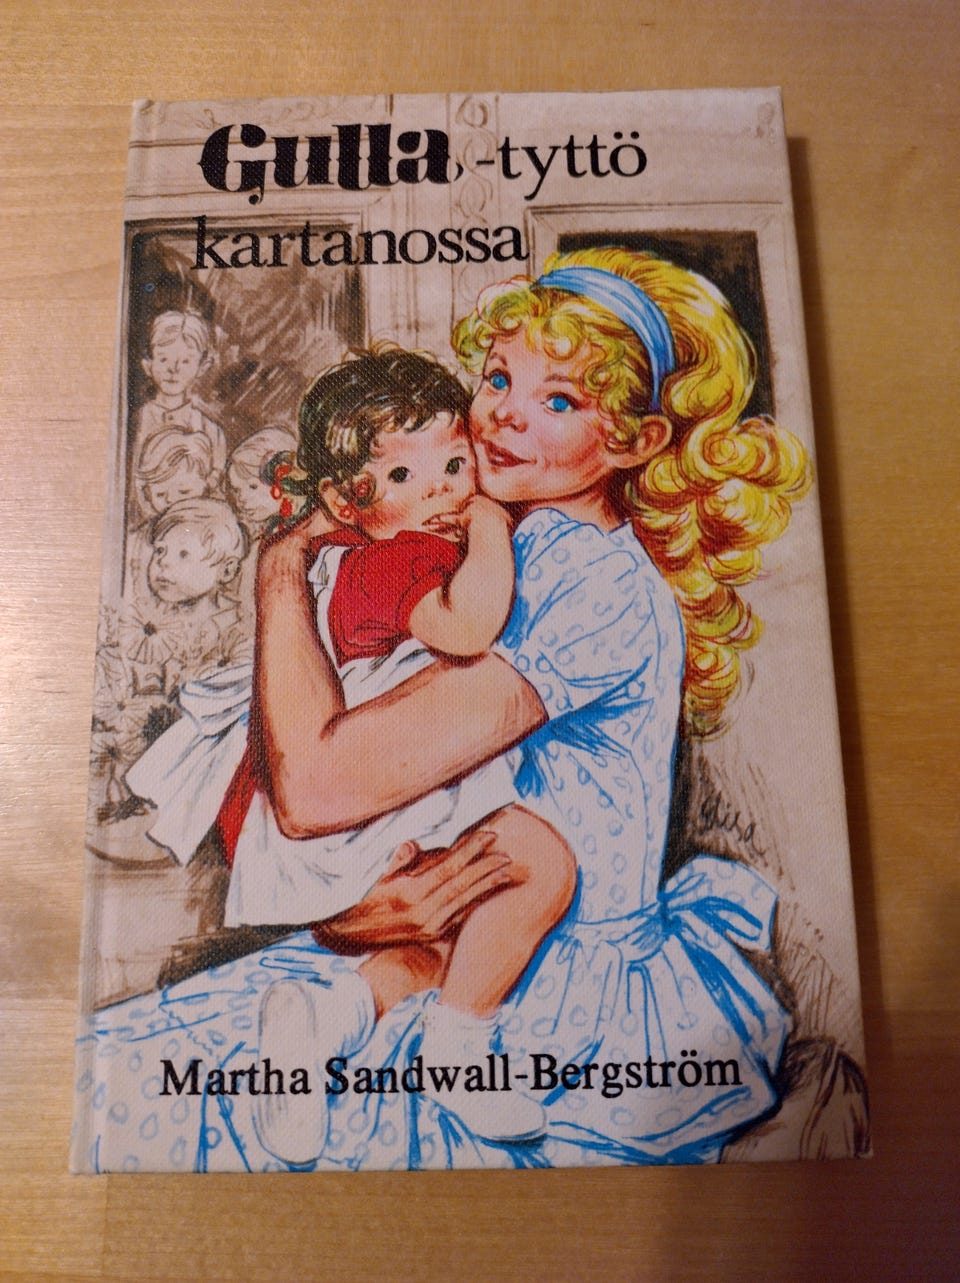 Gulla, -tyttö
kartanossa
Martha Sandwall-Bergström